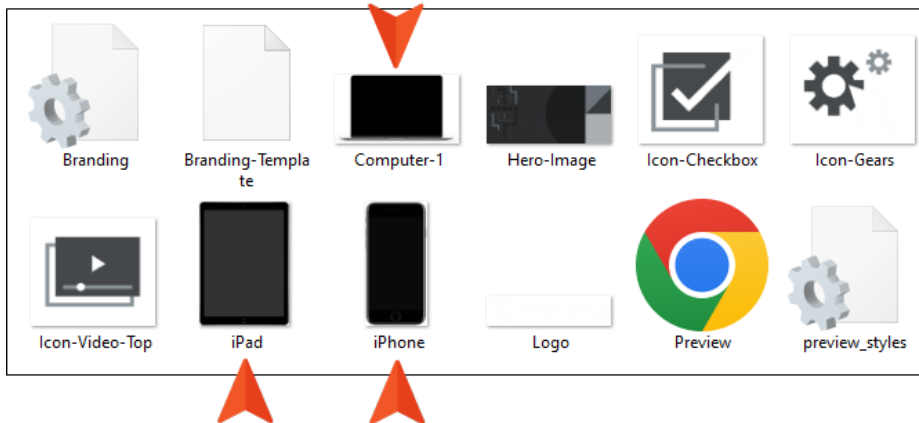 Branding
Branding-Templa
te
Computer-1
Hero-Image
Icon-Checkbox
Icon-Gears
Icon-Video-Top
iPad
iPhone
Logo
Preview
preview_styles